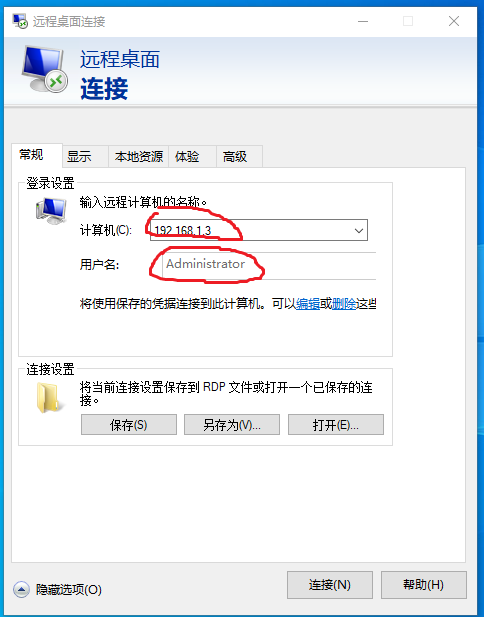 远程桌面连接
远程桌面
连接
常规 显示 本地资源 体验 高级
登录设置
输入远程计算机的名称。
计算机(C): 192.168.1.3
用户名: Administrator
将使用保存的凭据连接到此计算机。可以编辑或删除这些
连接设置
将当前连接设置保存到 RDP 文件或打开一个已保存的连
接。
保存(S) 另存为(V)... 打开(E)...
隐藏选项(O) 连接(N) 帮助(H)